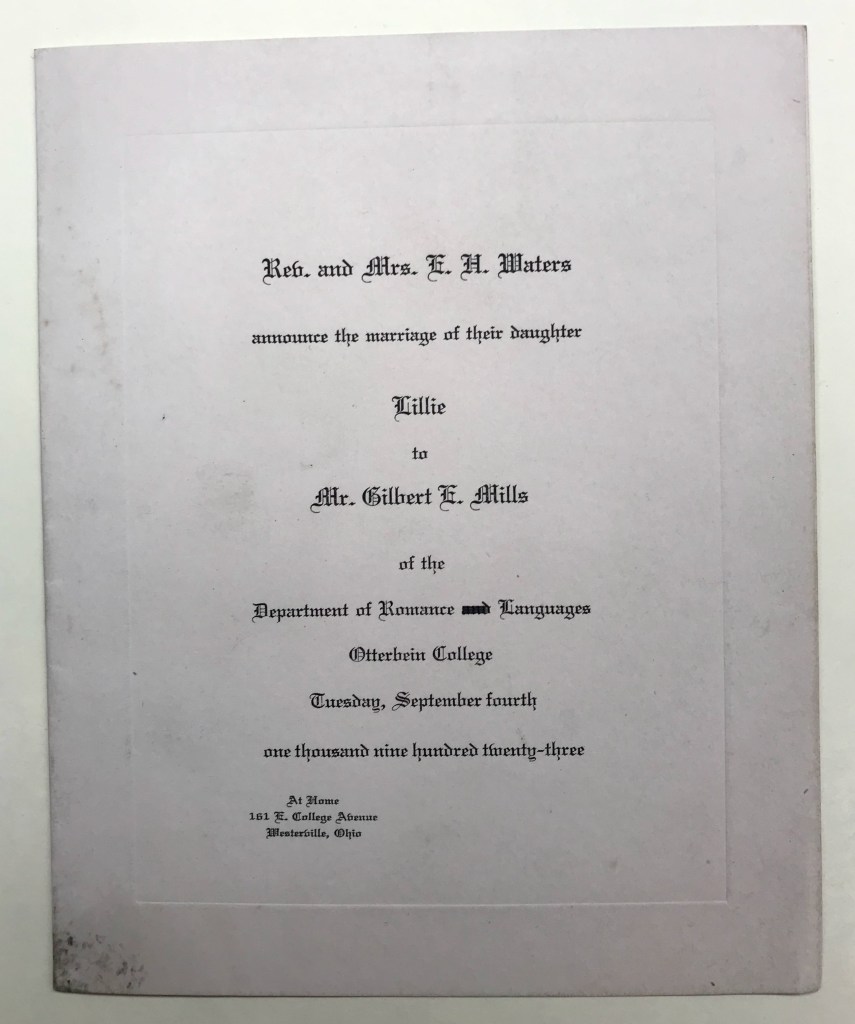 Rev. and Mrs. E. H. Waters
announce the marriage of their daughter
Lillie
to
Mr. Gilbert E. Mills
of the
Department of Romance and Languages
Otterbein College
Tuesday, September fourth
one thousand nine hundred twenty-three
At Home
161 E. College Avenue
Westerville, Ohio